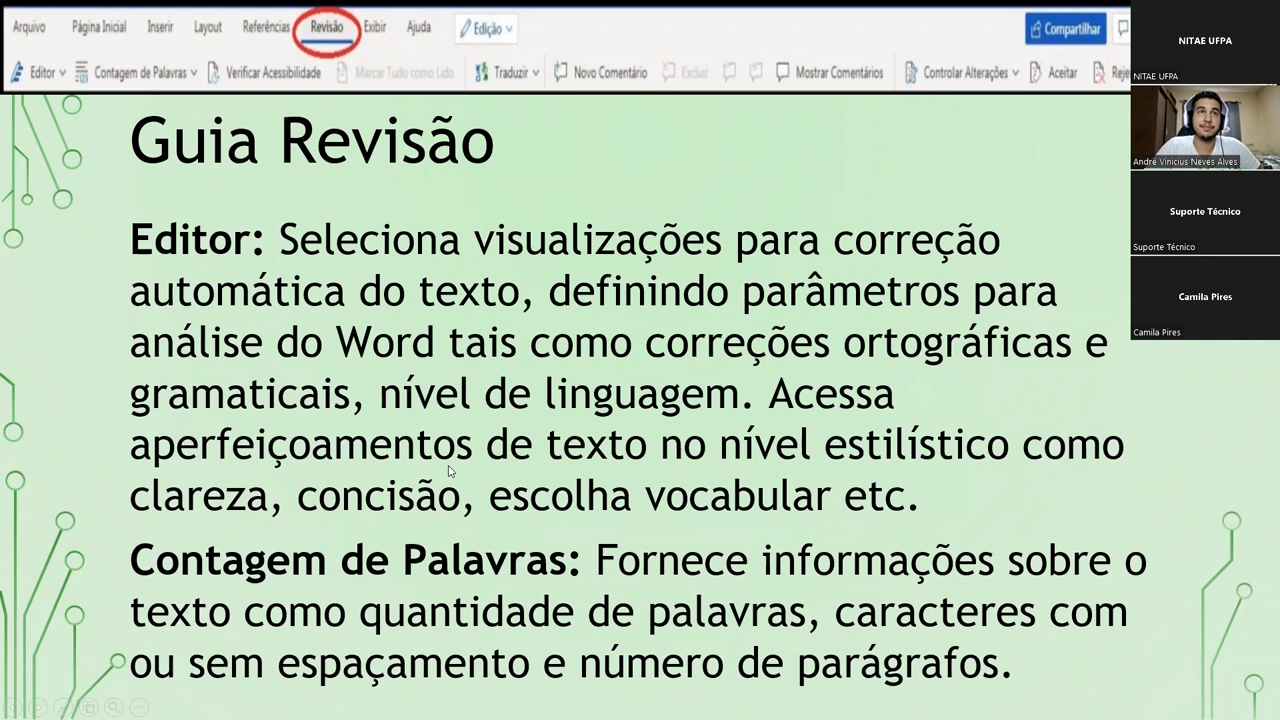 Arquivo Página Inicial Inserir Layout Referências Revisão Exibir Ajuda Edição Compartilhar
Editor Contagem de Palavras Verificar Acessibilidade Marcar Tudo como Lido Traduzir Novo Comentário Excluir Mostrar Comentários Controlar Alterações Aceitar Reje
NITAE UFPA
NITAE UFPA
André Vinicius Neves Alves
Suporte Técnico
Suporte Técnico
Camila Pires
Camila Pires
Guia Revisão
Editor: Seleciona visualizações para correção
automática do texto, definindo parâmetros para
análise do Word tais como correções ortográficas e
gramaticais, nível de linguagem. Acessa
aperfeiçoamentos de texto no nível estilístico como
clareza, concisão, escolha vocabular etc.
Contagem de Palavras: Fornece informações sobre o
texto como quantidade de palavras, caracteres com
ou sem espaçamento e número de parágrafos.